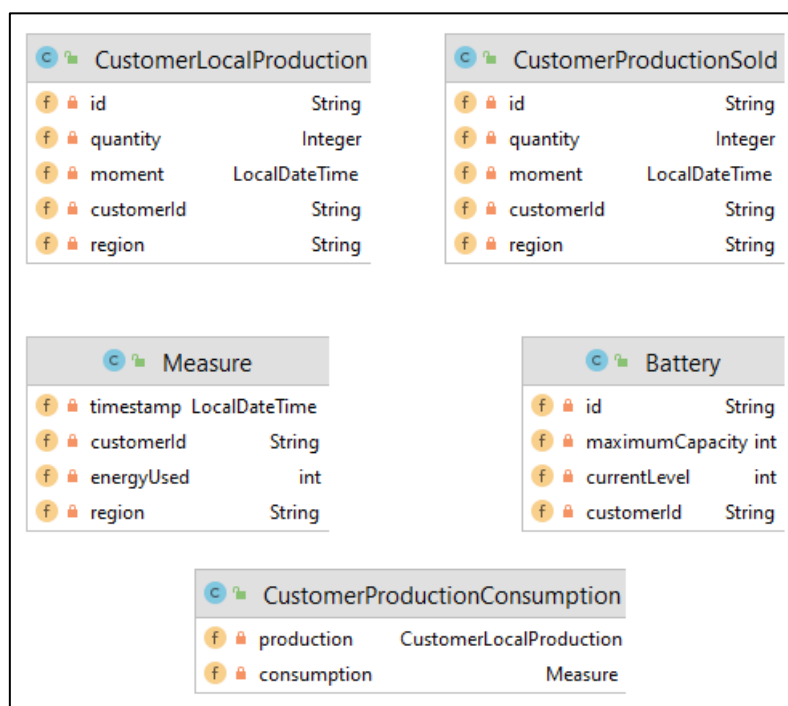 CustomerLocalProduction
id String
quantity Integer
moment LocalDateTime
customerId String
region String
CustomerProductionSold
id String
quantity Integer
moment LocalDateTime
customerId String
region String
Measure
timestamp LocalDateTime
customerId String
energyUsed int
region String
Battery
id String
maximumCapacity int
currentLevel int
customerId String
CustomerProductionConsumption
production CustomerLocalProduction
consumption Measure